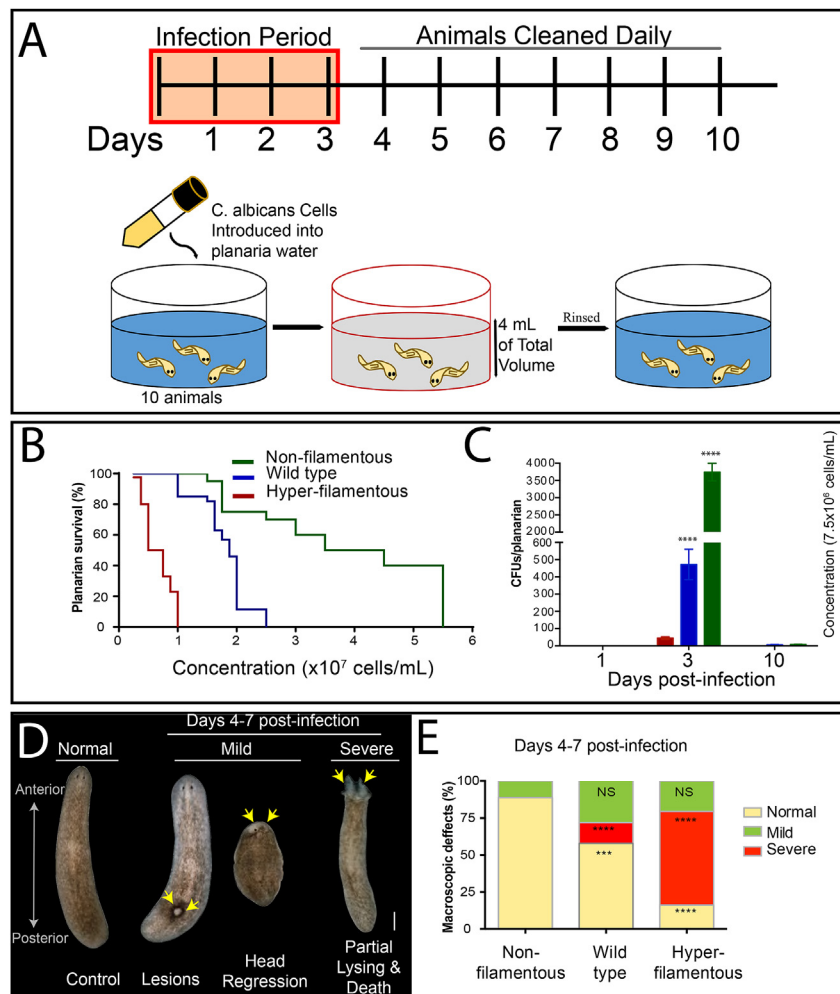 A
Infection Period
Animals Cleaned Daily
Days 1 2 3 4 5 6 7 8 9 10
C. albicans Cells
Introduced into
planaria water
10 animals
4 mL
of Total
Volume
Rinsed
B
Non-filamentous
Wild type
Hyper-filamentous
Planarian survival (%)
100
80
60
40
20
0
0 1 2 3 4 5 6
Concentration (x10⁷ cells/mL)
C
CFUs/planarian
4000
3500
3000
2500
2000
1500
1000
600
500
400
300
200
100
0
****
****
1 3 10
Days post-infection
Concentration (7.5x10⁶ cells/mL)
D
Days 4-7 post-infection
Normal
Mild
Severe
Anterior
Posterior
Control
Lesions
Head
Regression
Partial
Lysing &
Death
E
Days 4-7 post-infection
Macroscopic deffects (%)
100
75
50
25
0
NS
****
***
NS
****
****
Normal
Mild
Severe
Non-
filamentous
Wild
type
Hyper-
filamentous